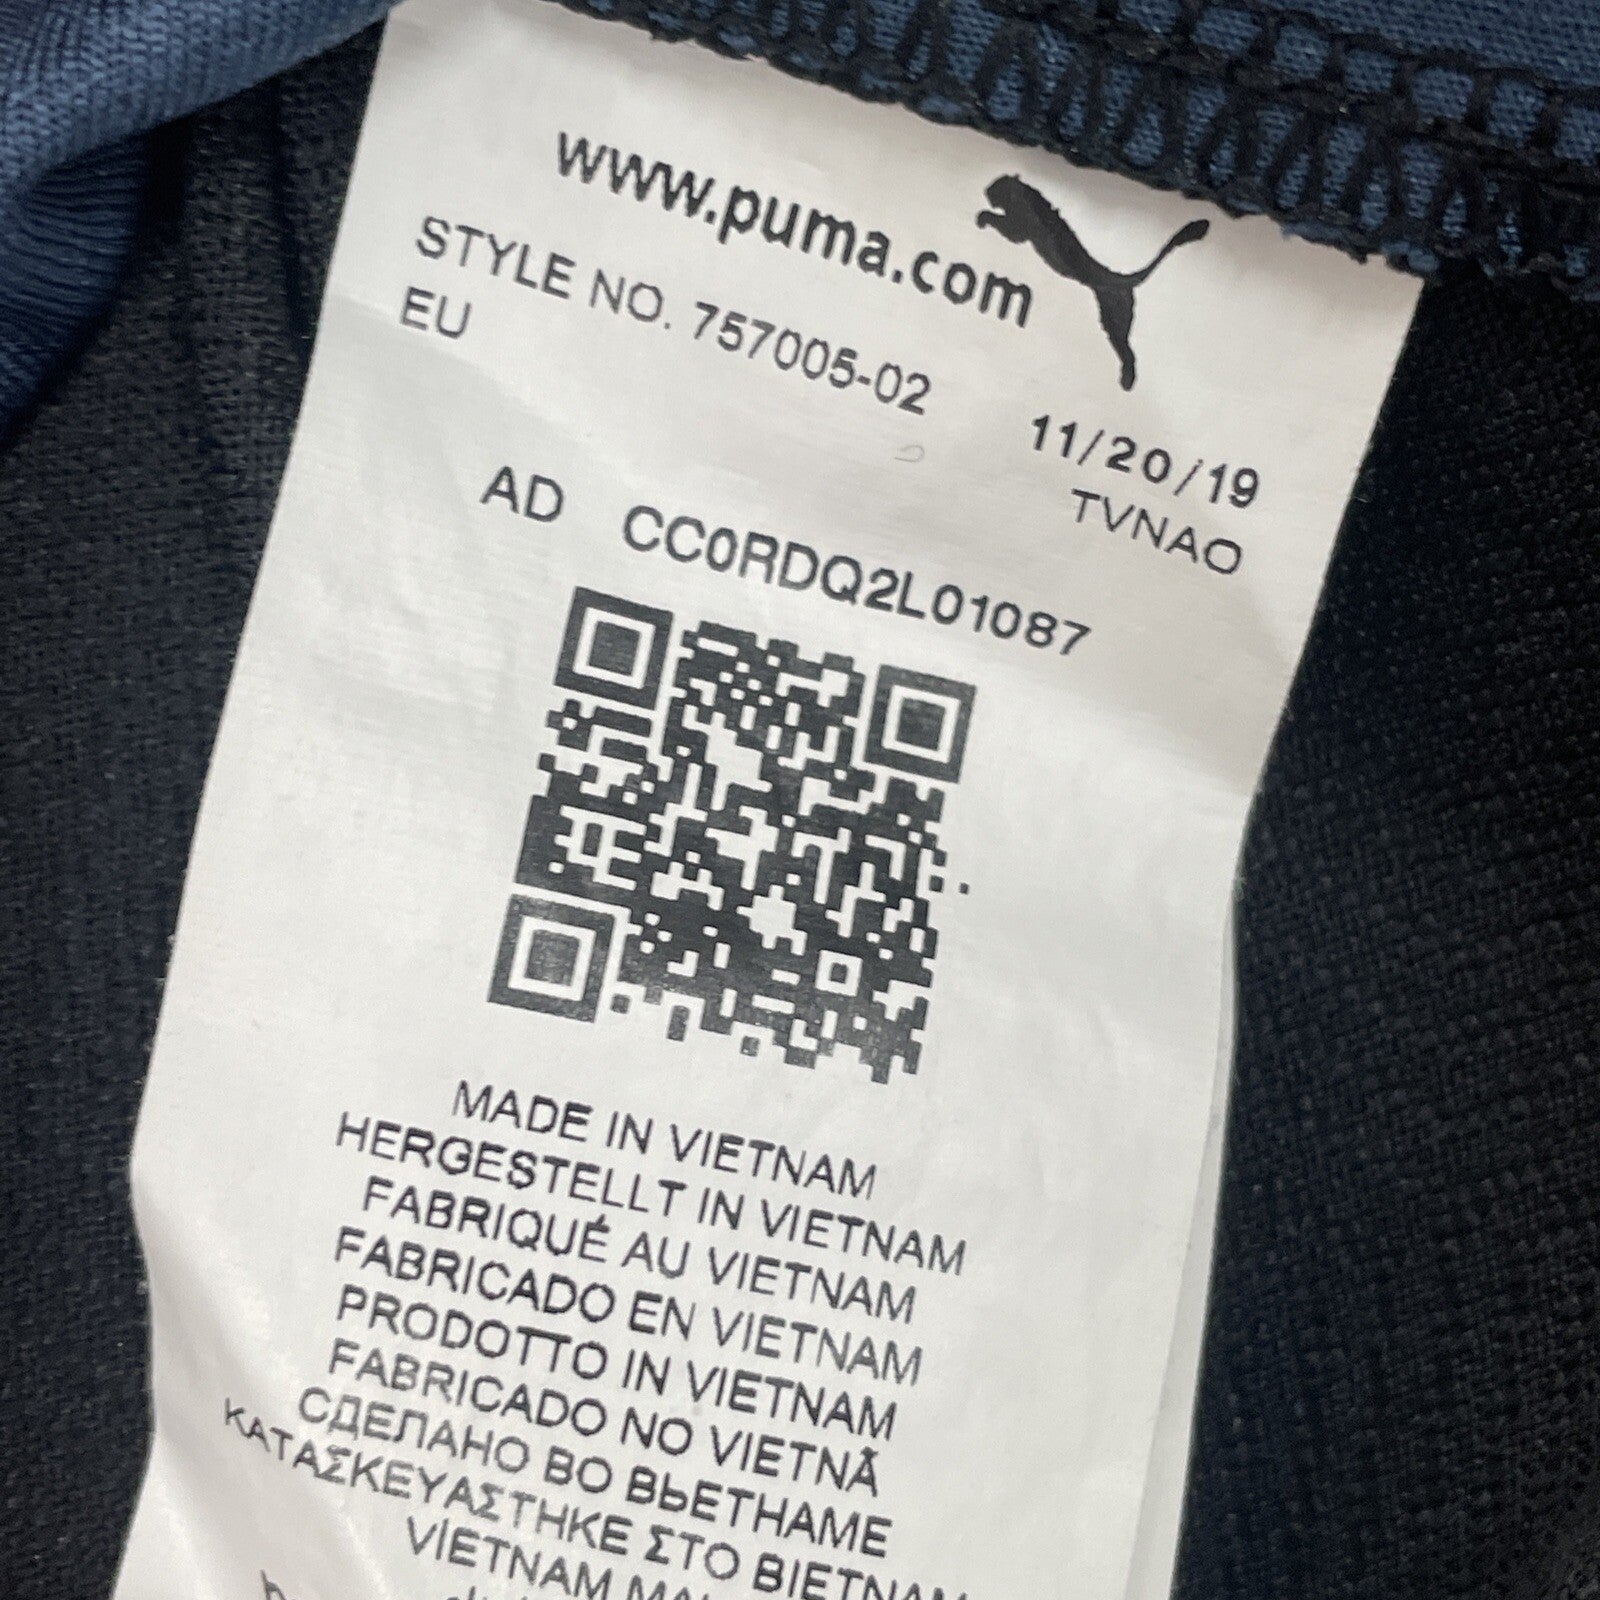 www.puma.com
STYLE NO. 757005-02
EU
11/20/19
TVNAO
AD CC0RDQ2L01087
MADE IN VIETNAM
HERGESTELLT IN VIETNAM
FABRIQUÉ AU VIETNAM
FABRICADO EN VIETNAM
PRODOTTO IN VIETNAM
FABRICADO NO VIETNÃ
СДЕЛАНО ВО ВЬЕТНАМЕ
ΚΑΤΑΣΚΕΥΑΣΤΗΚΕ ΣΤΟ ΒΙΕΤΝΑΜ
VİETNAM